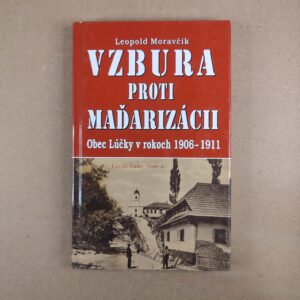 Leopold Moravčík
VZBURA
PROTI
MAĎARIZÁCII
Obec Lúčky v rokoch 1906-1911